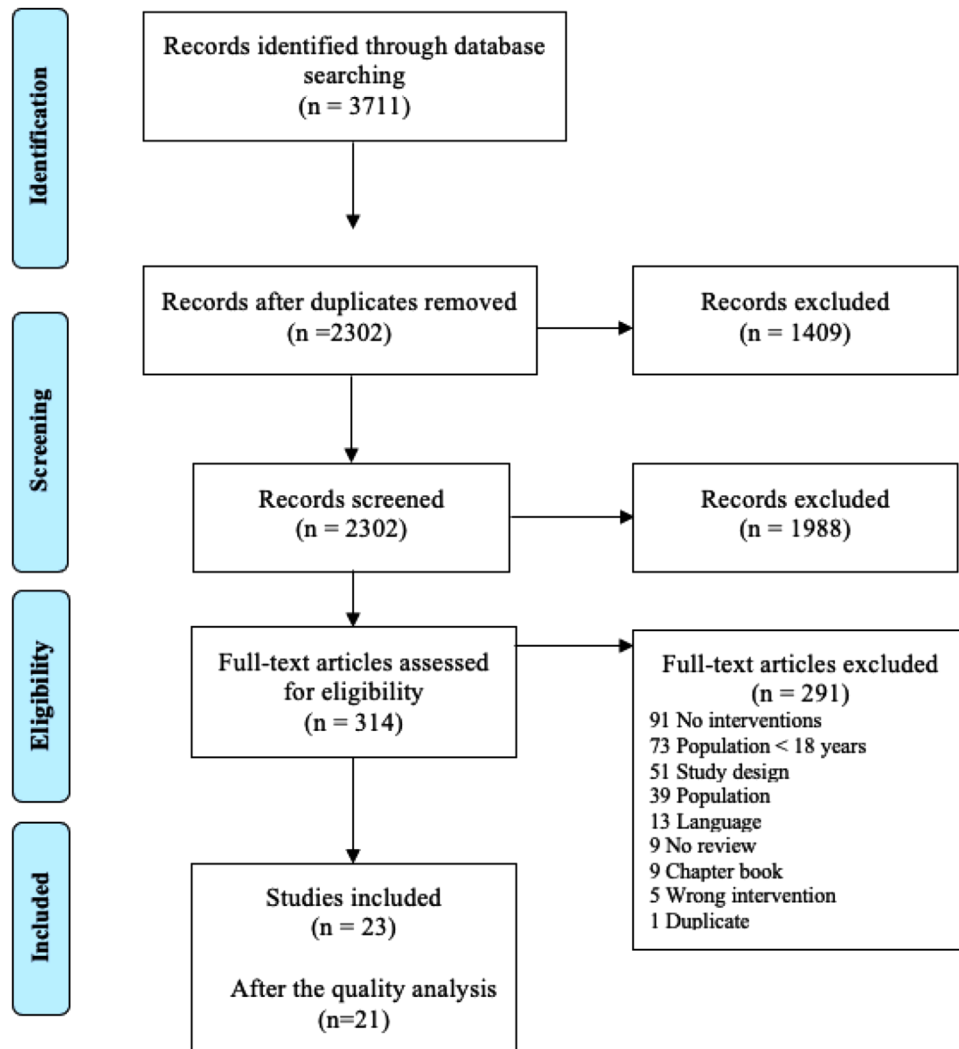 Identification
Records identified through database
searching
(n = 3711)
Records after duplicates removed
(n =2302)
Records excluded
(n = 1409)
Screening
Records screened
(n = 2302)
Records excluded
(n = 1988)
Eligibility
Full-text articles assessed
for eligibility
(n = 314)
Full-text articles excluded
(n = 291)
91 No interventions
73 Population < 18 years
51 Study design
39 Population
13 Language
9 No review
9 Chapter book
5 Wrong intervention
1 Duplicate
Included
Studies included
(n = 23)
After the quality analysis
(n=21)